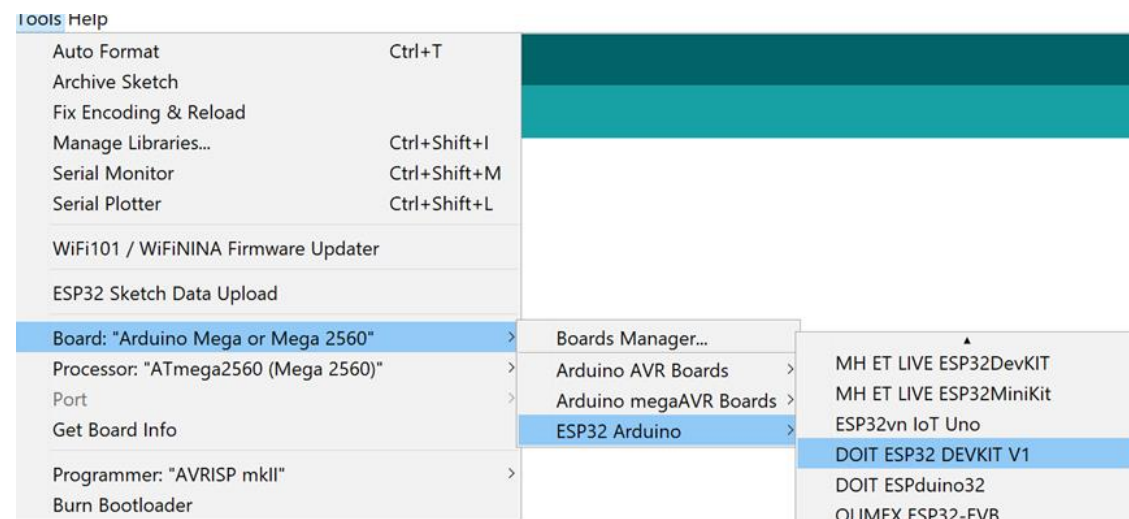 Tools Help
Auto Format Ctrl+T
Archive Sketch
Fix Encoding & Reload
Manage Libraries... Ctrl+Shift+I
Serial Monitor Ctrl+Shift+M
Serial Plotter Ctrl+Shift+L
WiFi101 / WiFiNINA Firmware Updater
ESP32 Sketch Data Upload
Board: "Arduino Mega or Mega 2560"
Processor: "ATmega2560 (Mega 2560)"
Port
Get Board Info
Programmer: "AVRISP mkII"
Burn Bootloader
Boards Manager...
Arduino AVR Boards
Arduino megaAVR Boards
ESP32 Arduino
MH ET LIVE ESP32DevKIT
MH ET LIVE ESP32MiniKit
ESP32vn IoT Uno
DOIT ESP32 DEVKIT V1
DOIT ESPduino32
OLIMEX ESP32-EVB